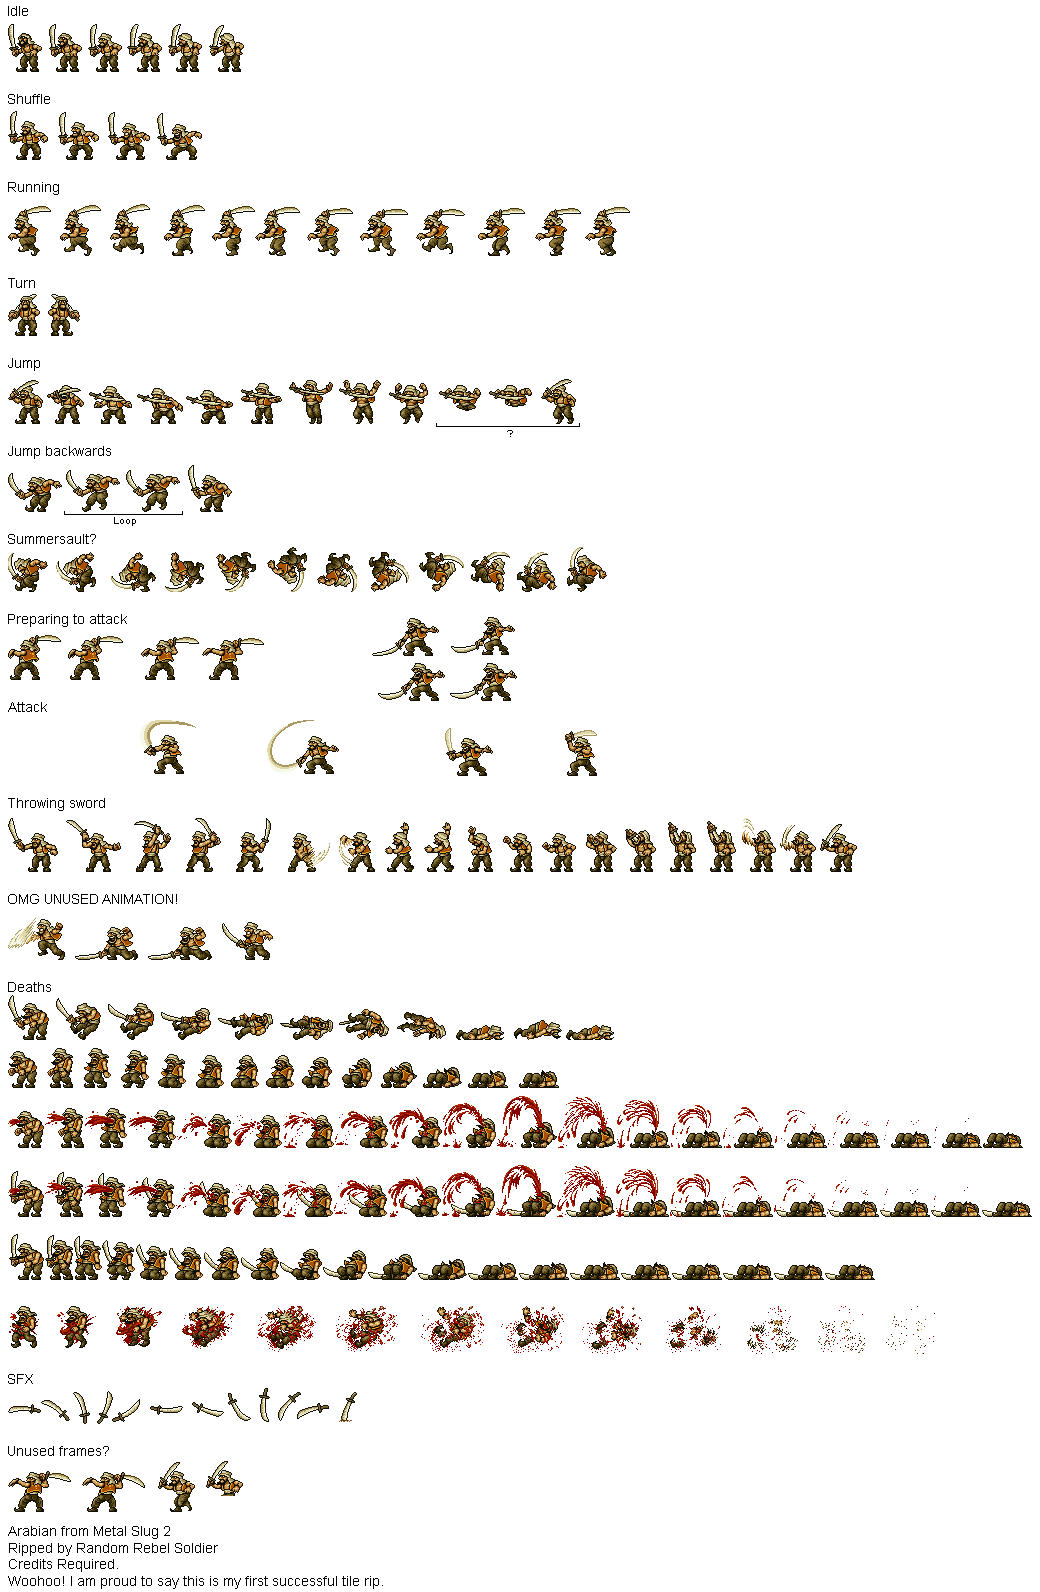 Idle
Shuffle
Running
Turn
Jump
?
Jump backwards
Loop
Summersault?
Preparing to attack
Attack
Throwing sword
OMG UNUSED ANIMATION!
Deaths
SFX
Unused frames?
Arabian from Metal Slug 2
Ripped by Random Rebel Soldier
Credits Required.
Woohoo! I am proud to say this is my first successful tile rip.